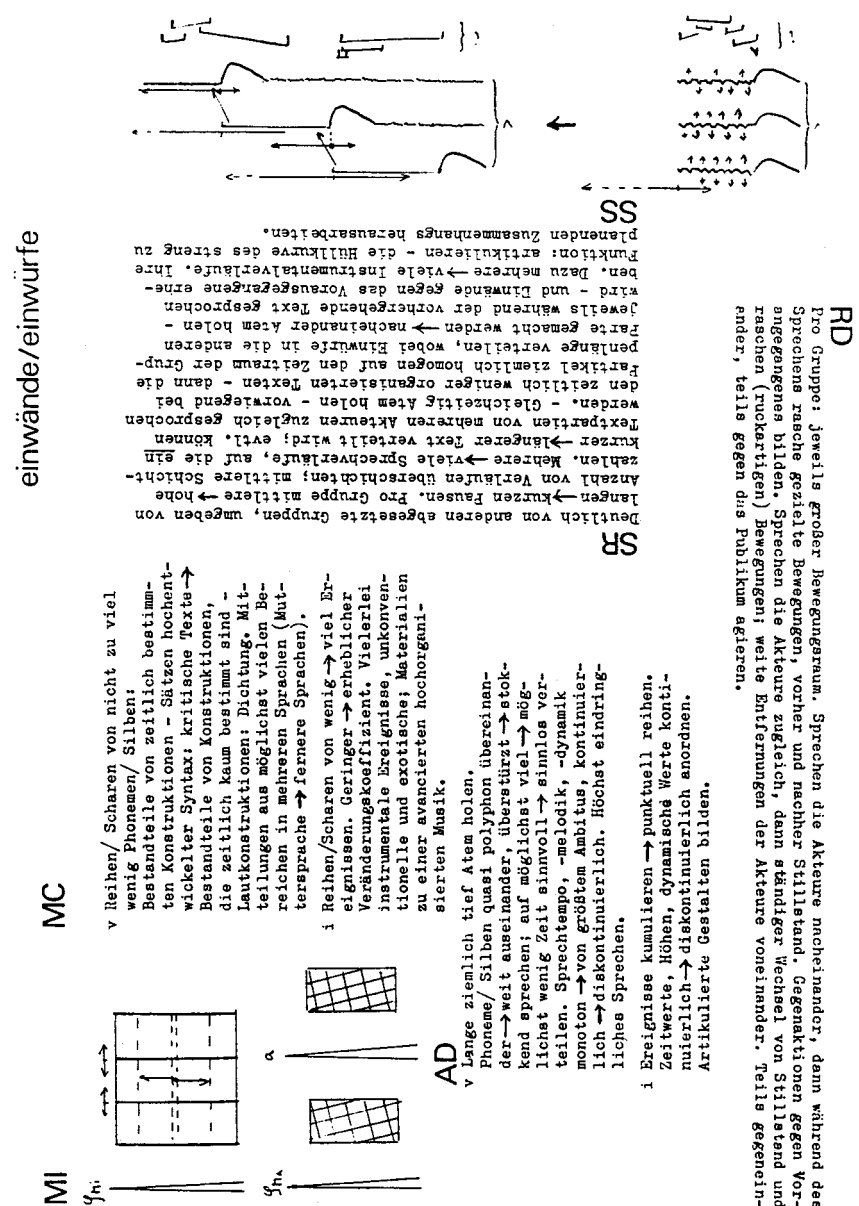 einwände/einwürfe
MI
MC
v Reihen/ Scharen von nicht zu viel
wenig Phonemen/ Silben:
Bestandteile von zeitlich bestimm-
ten Konstruktionen - Sätzen hochent-
wickelter Syntax: kritische Texte→
Bestandteile von Konstruktionen,
die zeitlich kaum bestimmt sind -
Lautkonstruktionen: Dichtung. Mit-
teilungen aus möglichst vielen Be-
reichen in mehreren Sprachen (Mut-
tersprache → fernere Sprachen).
i Reihen/Scharen von wenig → viel Er-
eignissen. Geringer → erheblicher
Veränderungskoeffizient. Vielerlei
instrumentale Ereignisse, unkonven-
tionelle und exotische; Materialien
zu einer avancierten hochorgani-
sierten Musik.
a
AD
v Lange ziemlich tief Atem holen.
Phoneme/ Silben quasi polyphon übereinan-
der→weit auseinander, überstürzt → stok-
kend sprechen; auf möglichst viel → mög-
lichst wenig Zeit sinnvoll → sinnlos ver-
teilen. Sprechtempo, -melodik, -dynamik
monoton → von größtem Ambitus, kontinuier-
lich → diskontinuierlich. Höchst eindring-
liches Sprechen.
i Ereignisse kumulieren → punktuell reihen.
Zeitwerte, Höhen, dynamische Werte konti-
nuierlich→diskontinuierlich anordnen.
Artikulierte Gestalten bilden.
SR
Deutlich von anderen abgesetzte Gruppen, umgeben von
langen → kurzen Pausen. Pro Gruppe mittlere → hohe
Anzahl von Verläufen überschichten; mittlere Schicht-
zahlen. Mehrere → viele Sprechverläufe, auf die ein
kurzer → längerer Text verteilt wird; evtl. können
Textpartien von mehreren Akteuren zugleich gesprochen
werden. - Gleichzeitig Atem holen - vorwiegend bei
den zeitlich weniger organisierten Texten - dann die
Partikel ziemlich homogen auf den Zeitraum der Grup-
penlänge verteilen, wobei Einwürfe in die anderen
Parte gemacht werden ← nacheinander Atem holen -
jeweils während der vorhergehende Text gesprochen
wird - und Einwände gegen das Vorausgegangene erhe-
ben. Dazu mehrere → viele Instrumentalverläufe. Ihre
Funktion: artikulieren - die Hüllkurve des streng zu
planenden Zusammenhangs herausarbeiten.
SS
RD
Pro Gruppe: jeweils großer Bewegungsraum. Sprechen die Akteure nacheinander, dann während des
Sprechens rasche gezielte Bewegungen, vorher und nachher Stillstand. Gegenaktionen gegen Vor-
angegangenes bilden. Sprechen die Akteure zugleich, dann ständiger Wechsel von Stillstand und
raschen (ruckartigen) Bewegungen; weite Entfernungen der Akteure voneinander. Teils gegenein-
ander, teils gegen das Publikum agieren.